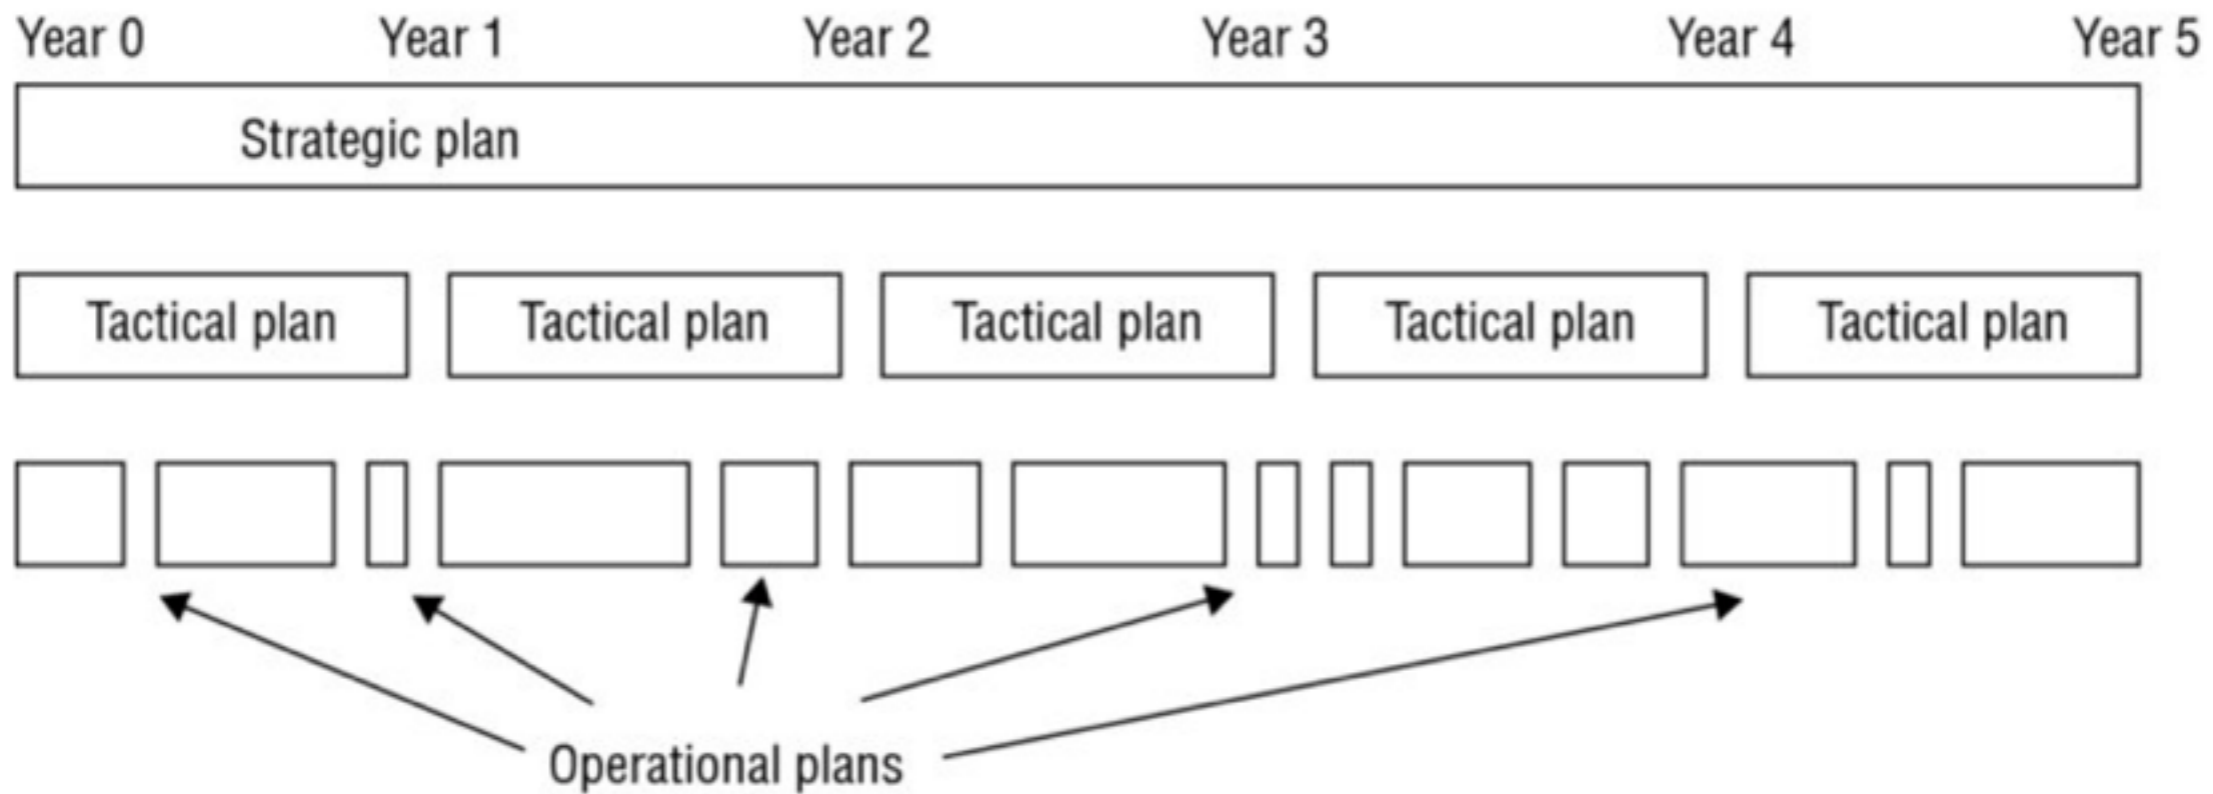 Year 0 Year 1 Year 2 Year 3 Year 4 Year 5
Strategic plan
Tactical plan Tactical plan Tactical plan Tactical plan Tactical plan
Operational plans